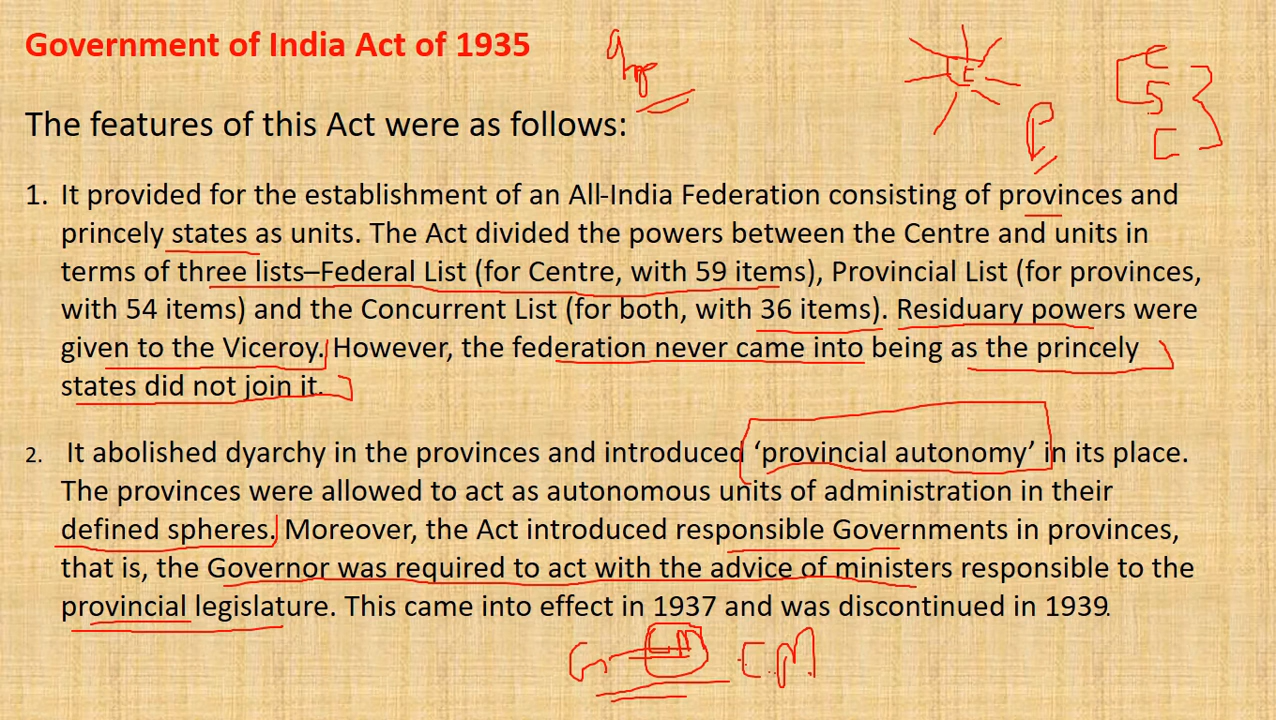 Government of India Act of 1935
The features of this Act were as follows:
1. It provided for the establishment of an All-India Federation consisting of provinces and
princely states as units. The Act divided the powers between the Centre and units in
terms of three lists–Federal List (for Centre, with 59 items), Provincial List (for provinces,
with 54 items) and the Concurrent List (for both, with 36 items). Residuary powers were
given to the Viceroy. However, the federation never came into being as the princely
states did not join it.
2. It abolished dyarchy in the provinces and introduced ‘provincial autonomy’ in its place.
The provinces were allowed to act as autonomous units of administration in their
defined spheres. Moreover, the Act introduced responsible Governments in provinces,
that is, the Governor was required to act with the advice of ministers responsible to the
provincial legislature. This came into effect in 1937 and was discontinued in 1939.
G CM CM